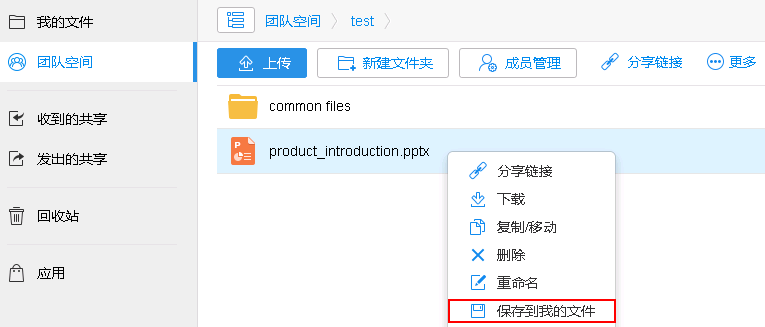 我的文件
团队空间
收到的共享
发出的共享
回收站
应用
团队空间 test
上传 新建文件夹 成员管理 分享链接 更多
common files
product_introduction.pptx
分享链接
下载
复制/移动
删除
重命名
保存到我的文件